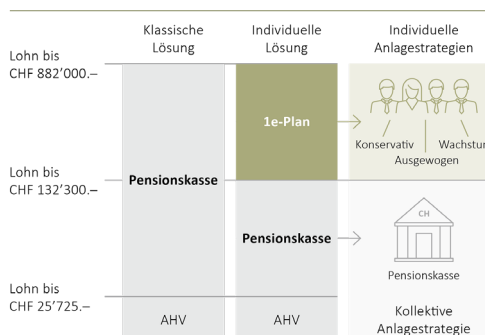 Klassische
Lösung
Individuelle
Lösung
Individuelle
Anlagestrategien
Lohn bis
CHF 882’000.–
1e-Plan
Konservativ
Wachstum
Ausgewogen
Lohn bis
CHF 132’300.–
Pensionskasse
Pensionskasse
CH
Pensionskasse
Lohn bis
CHF 25’725.–
AHV
AHV
Kollektive
Anlagestrategie